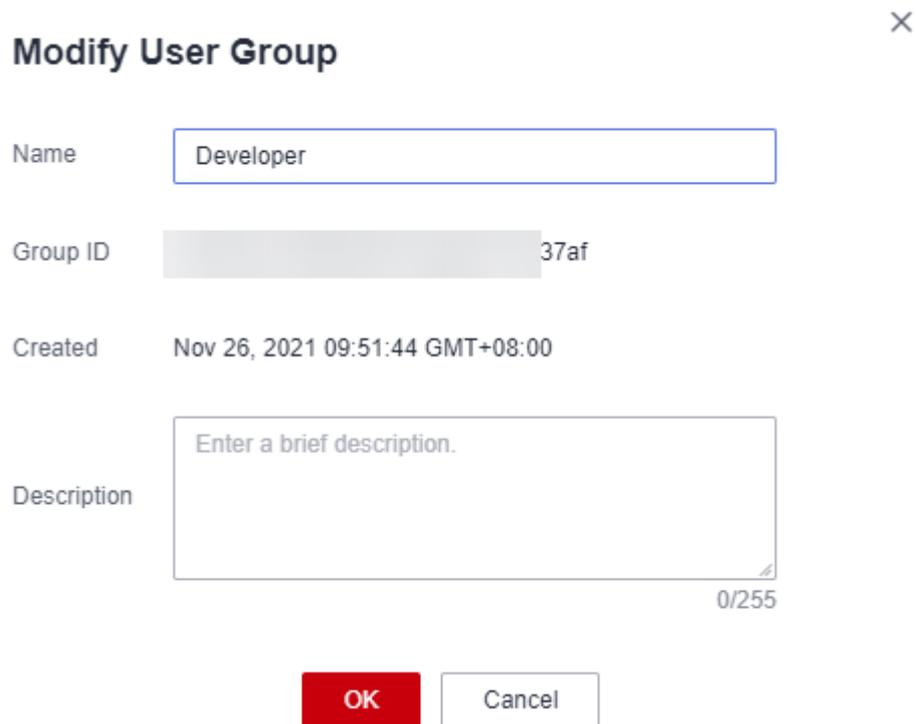 Modify User Group
Name Developer
Group ID 37af
Created Nov 26, 2021 09:51:44 GMT+08:00
Description Enter a brief description.
0/255
OK Cancel